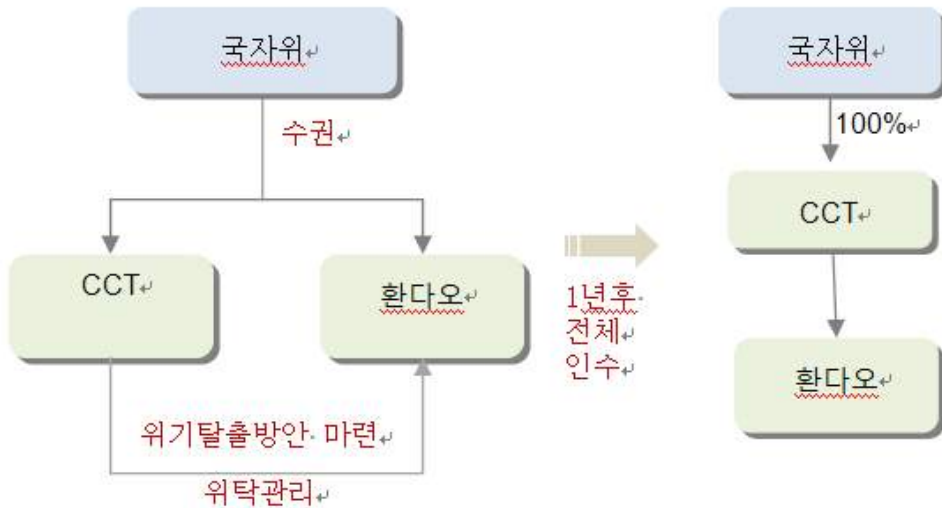 국자위
수권
CCT
환다오
위기탈출방안 마련
위탁관리
1년후
전체
인수
국자위
100%
CCT
환다오